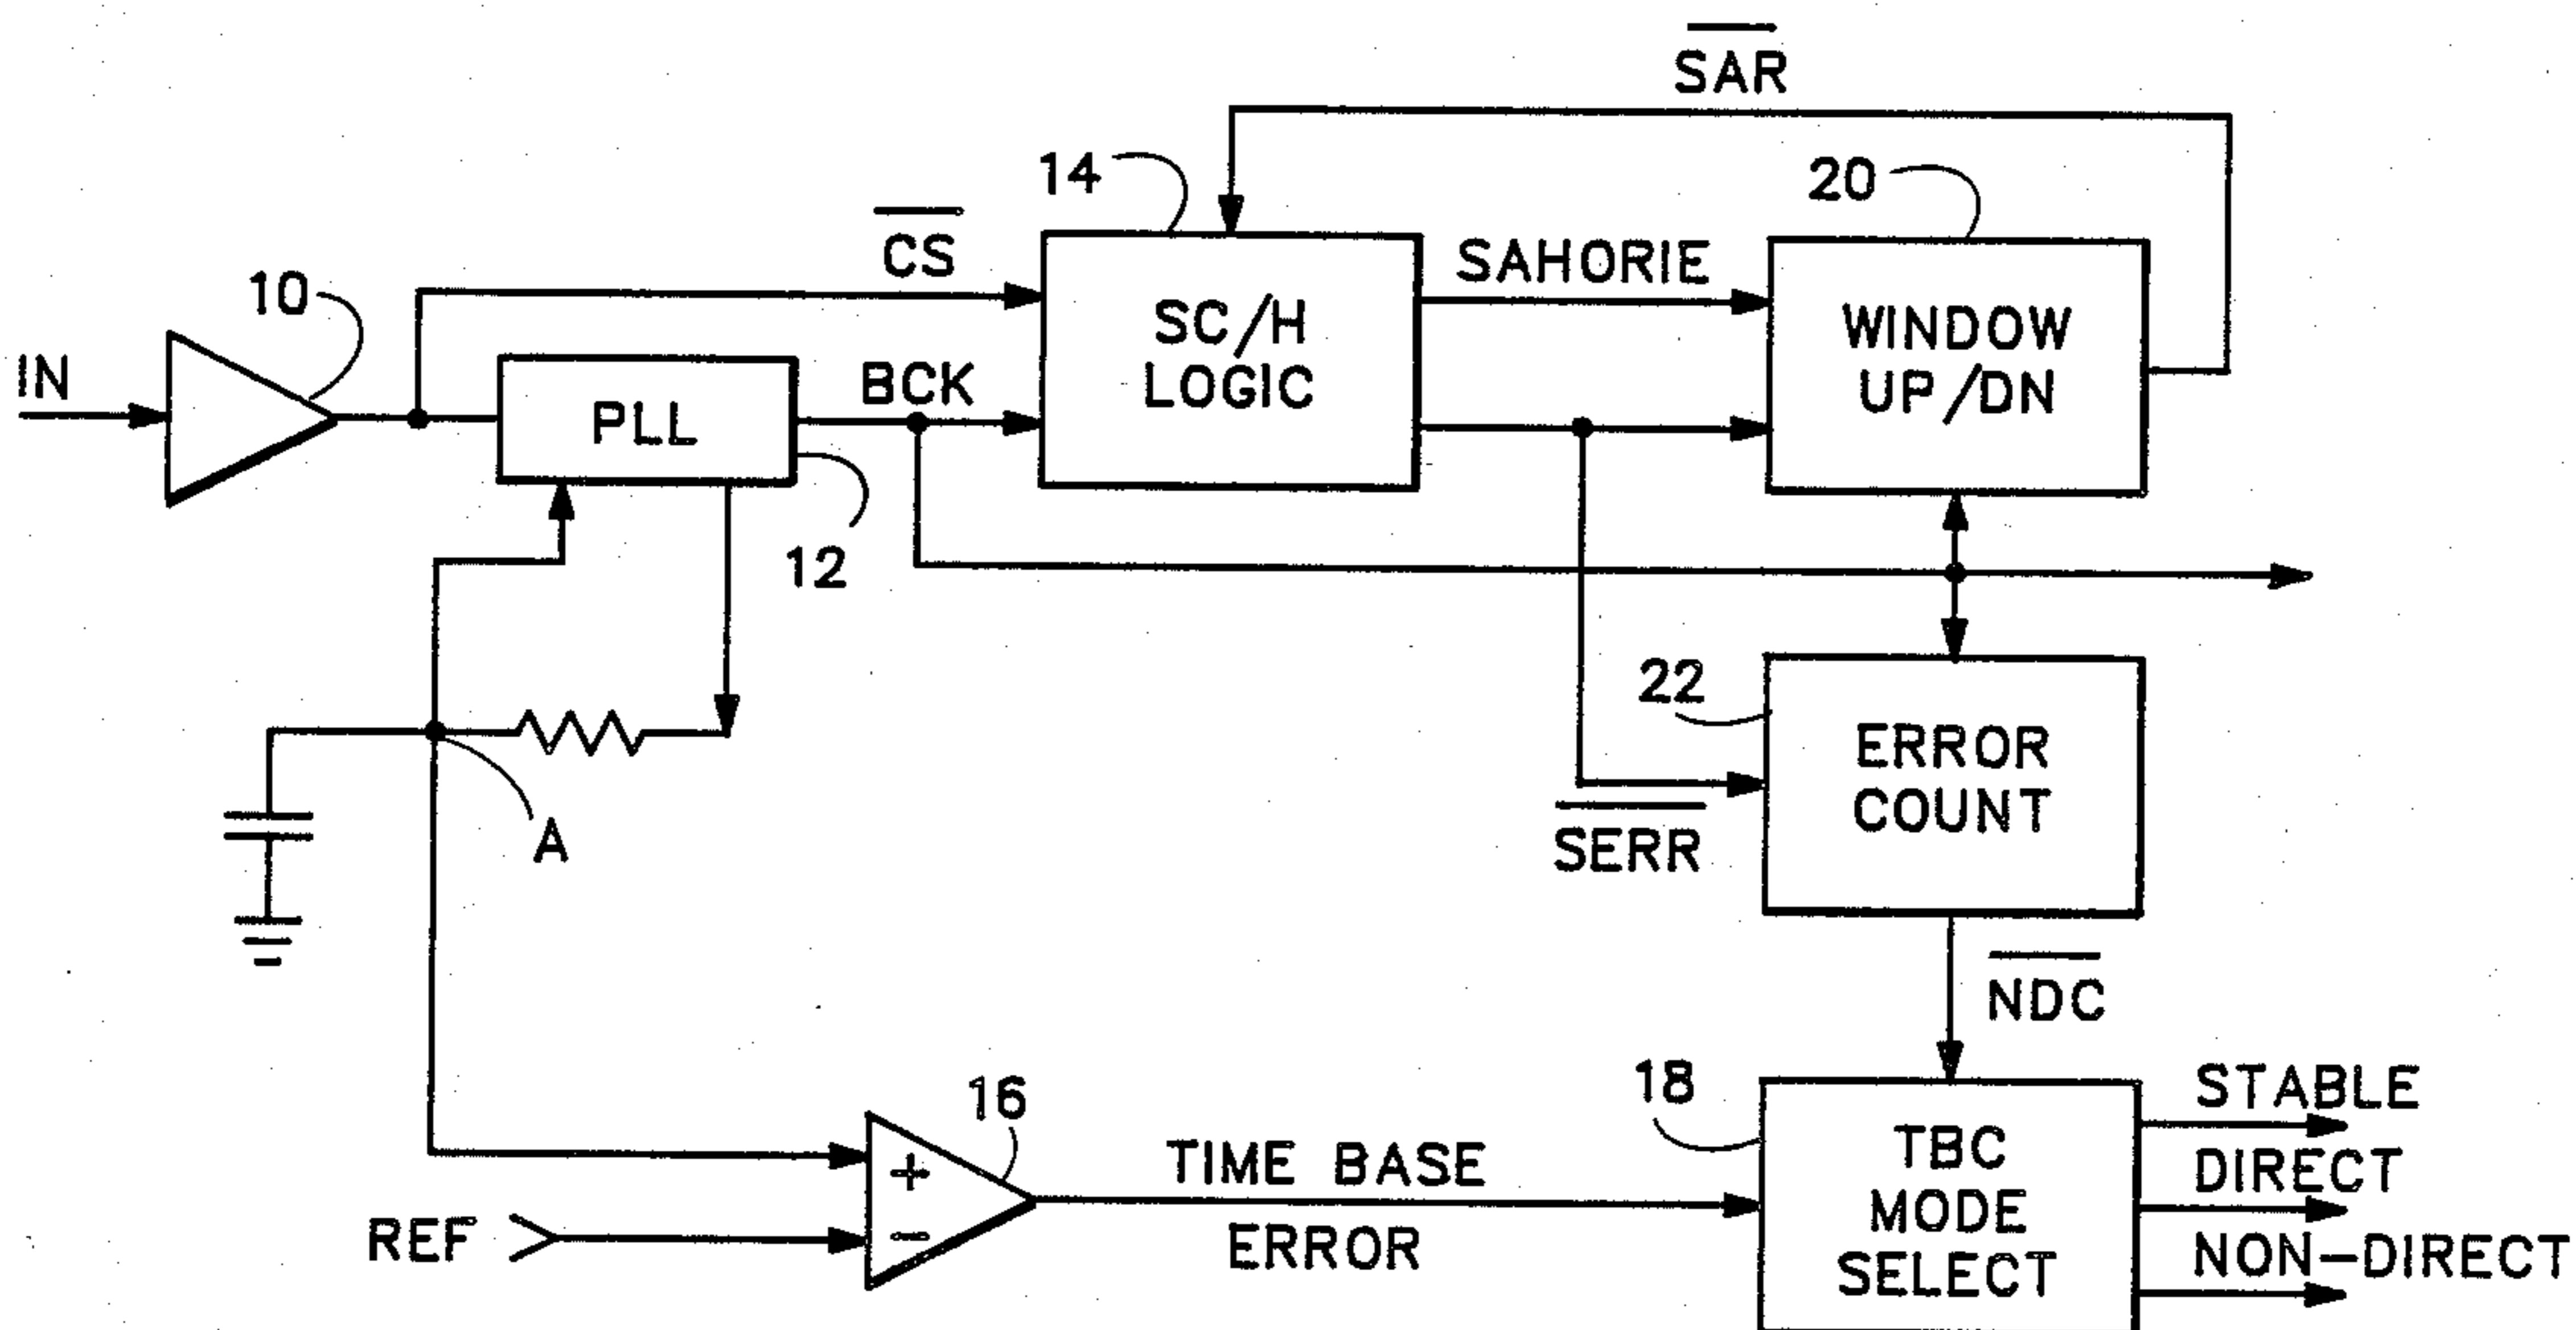 SAR
14
20
CS
SAHORIE
10
SC/H
LOGIC
WINDOW
UP/DN
IN
BCK
PLL
12
22
ERROR
COUNT
A
SERR
NDC
16
18
STABLE
TIME BASE
ERROR
TBC
MODE
SELECT
DIRECT
REF
+
−
NON-DIRECT